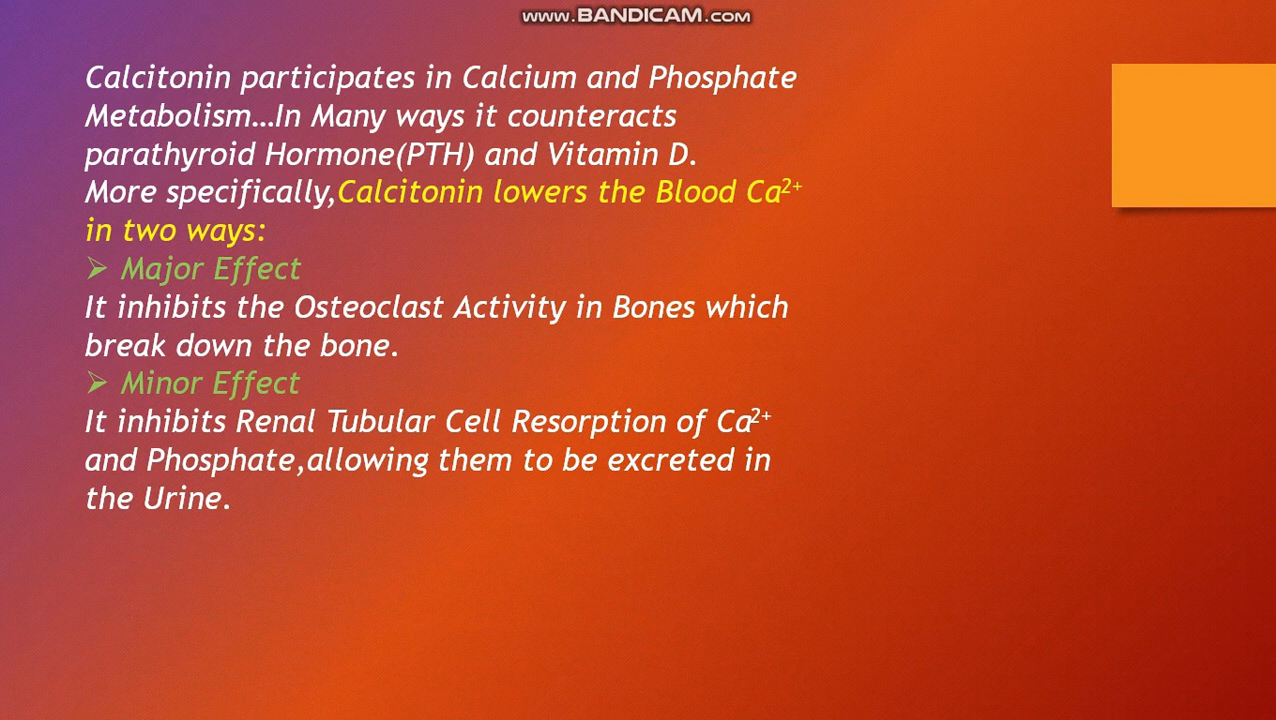 www.BANDICAM.com
Calcitonin participates in Calcium and Phosphate
Metabolism…In Many ways it counteracts
parathyroid Hormone(PTH) and Vitamin D.
More specifically,Calcitonin lowers the Blood Ca²⁺
in two ways:
➢ Major Effect
It inhibits the Osteoclast Activity in Bones which
break down the bone.
➢ Minor Effect
It inhibits Renal Tubular Cell Resorption of Ca²⁺
and Phosphate,allowing them to be excreted in
the Urine.